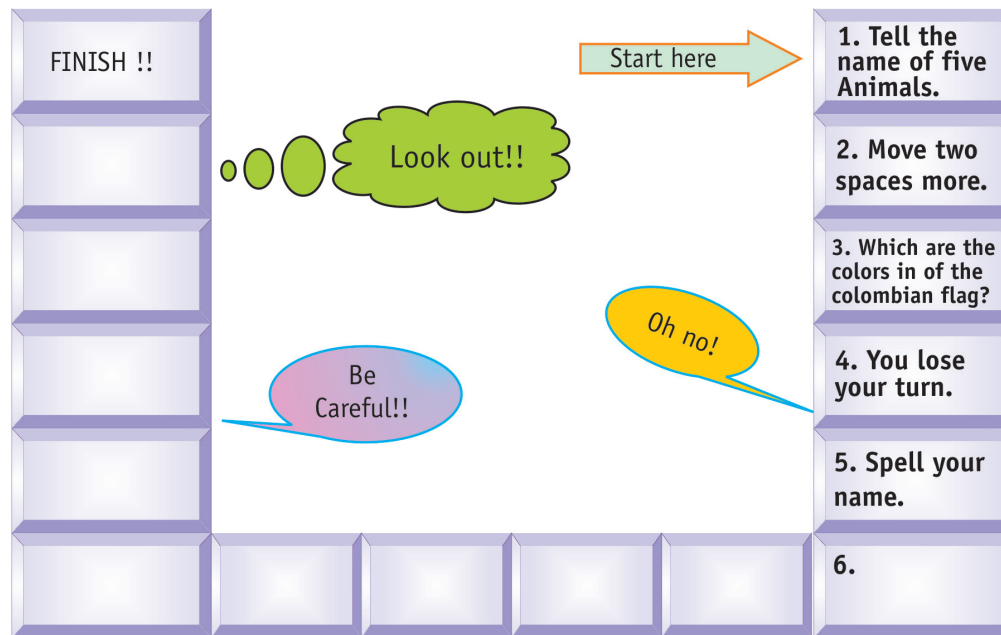 FINISH !!
Start here
Look out!!
Oh no!
Be
Careful!!
1. Tell the
name of five
Animals.
2. Move two
spaces more.
3. Which are the
colors in of the
colombian flag?
4. You lose
your turn.
5. Spell your
name.
6.